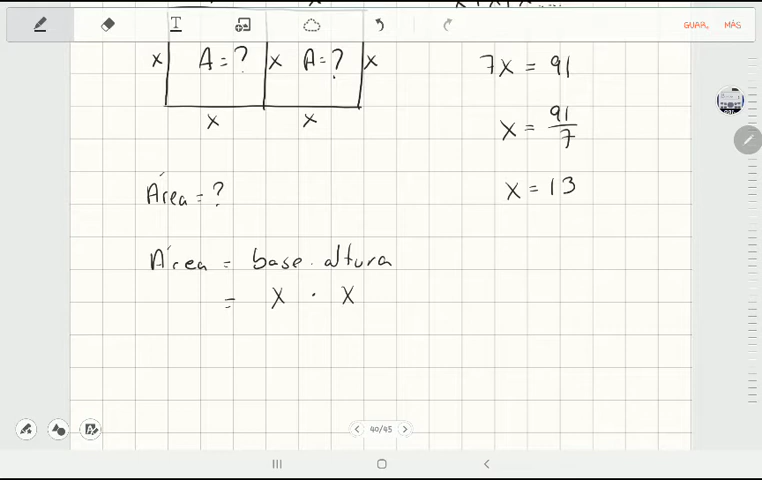 GUAR. MÁS
x A = ? x A = ? x
x x
7x = 91
x = 91/7
x = 13
Área = ?
Área = base . altura
= x . x
40/45